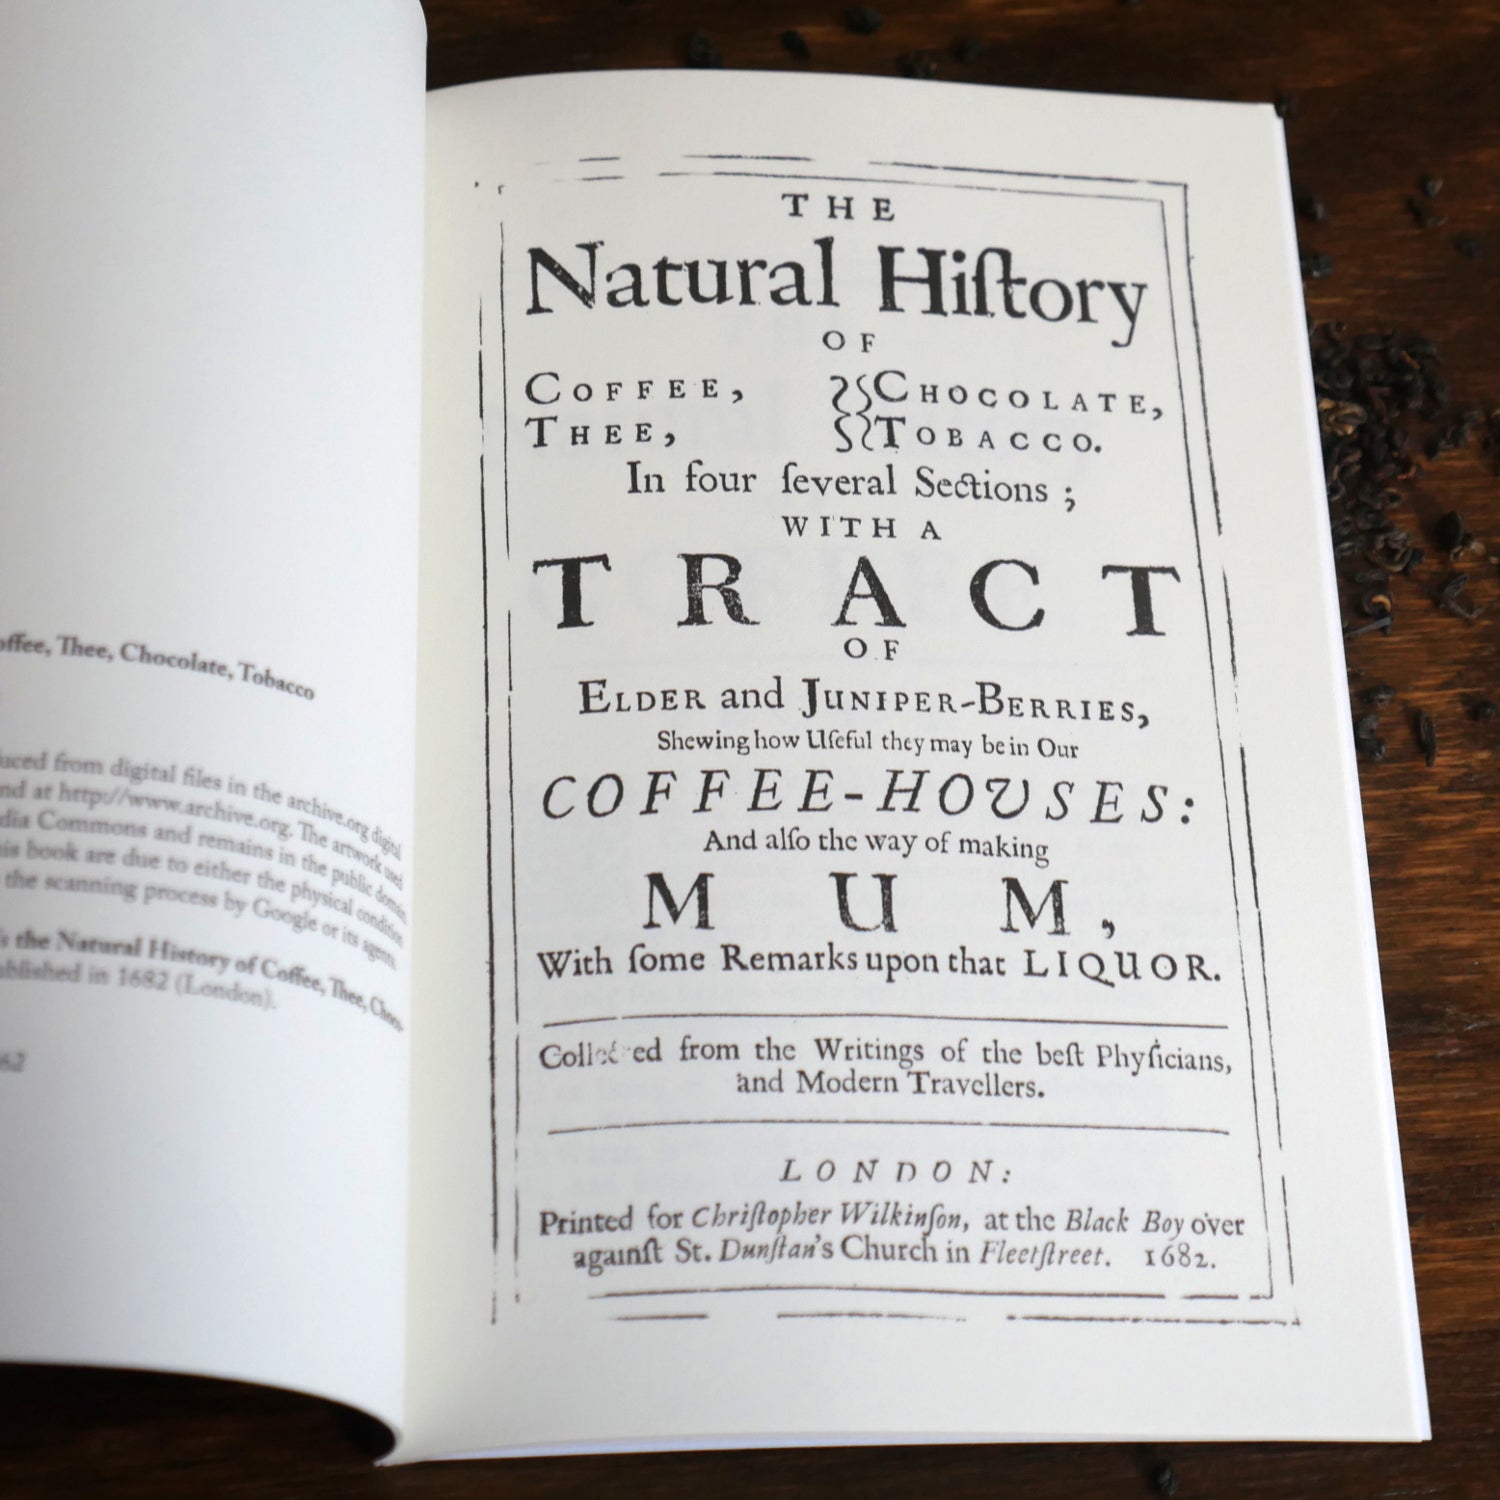 Coffee, Thee, Chocolate, Tobacco
from digital files in the archive.org digital
at http://www.archive.org. The artwork used
Commons and remains in the public domain
book are due to either the physical condition
the scanning process by Google or its agents.
the Natural History of Coffee, Thee, Choco-
in 1682 (London).
THE
Natural Hiſtory
OF
COFFEE, CHOCOLATE,
THEE, TOBACCO.
In four ſeveral Sections ;
WITH A
TRACT
OF
ELDER and JUNIPER-BERRIES,
Shewing how Uſeful they may be in Our
COFFEE-HOUSES:
And alſo the way of making
MUM,
With ſome Remarks upon that LIQUOR.
Collected from the Writings of the beſt Phyſicians,
and Modern Travellers.
LONDON:
Printed for Chriſtopher Wilkinſon, at the Black Boy over
againſt St. Dunſtan's Church in Fleetſtreet. 1682.